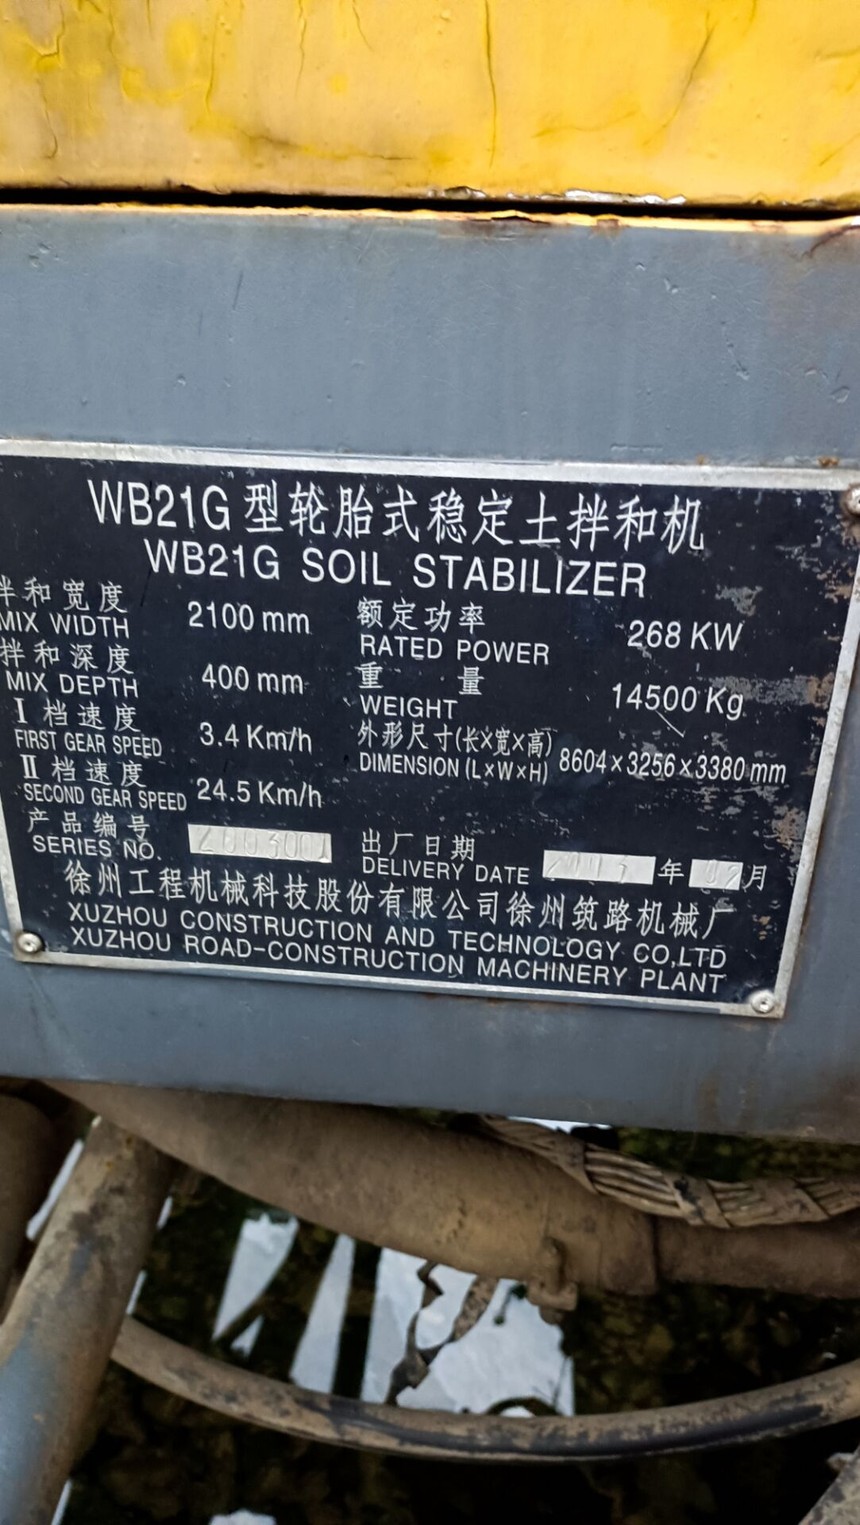 WB21G 型轮胎式稳定土拌和机
WB21G SOIL STABILIZER
拌和宽度
MIX WIDTH 2100 mm
额定功率
RATED POWER 268 KW
拌和深度
MIX DEPTH 400 mm
重 量
WEIGHT 14500 Kg
I 档速度
FIRST GEAR SPEED 3.4 Km/h
外形尺寸(长×宽×高)
DIMENSION (L×W×H) 8604×3256×3380 mm
II 档速度
SECOND GEAR SPEED 24.5 Km/h
产品编号
SERIES NO.
出厂日期
DELIVERY DATE 2003 年 月
徐州工程机械科技股份有限公司徐州筑路机械厂
XUZHOU CONSTRUCTION AND TECHNOLOGY CO,LTD
XUZHOU ROAD-CONSTRUCTION MACHINERY PLANT